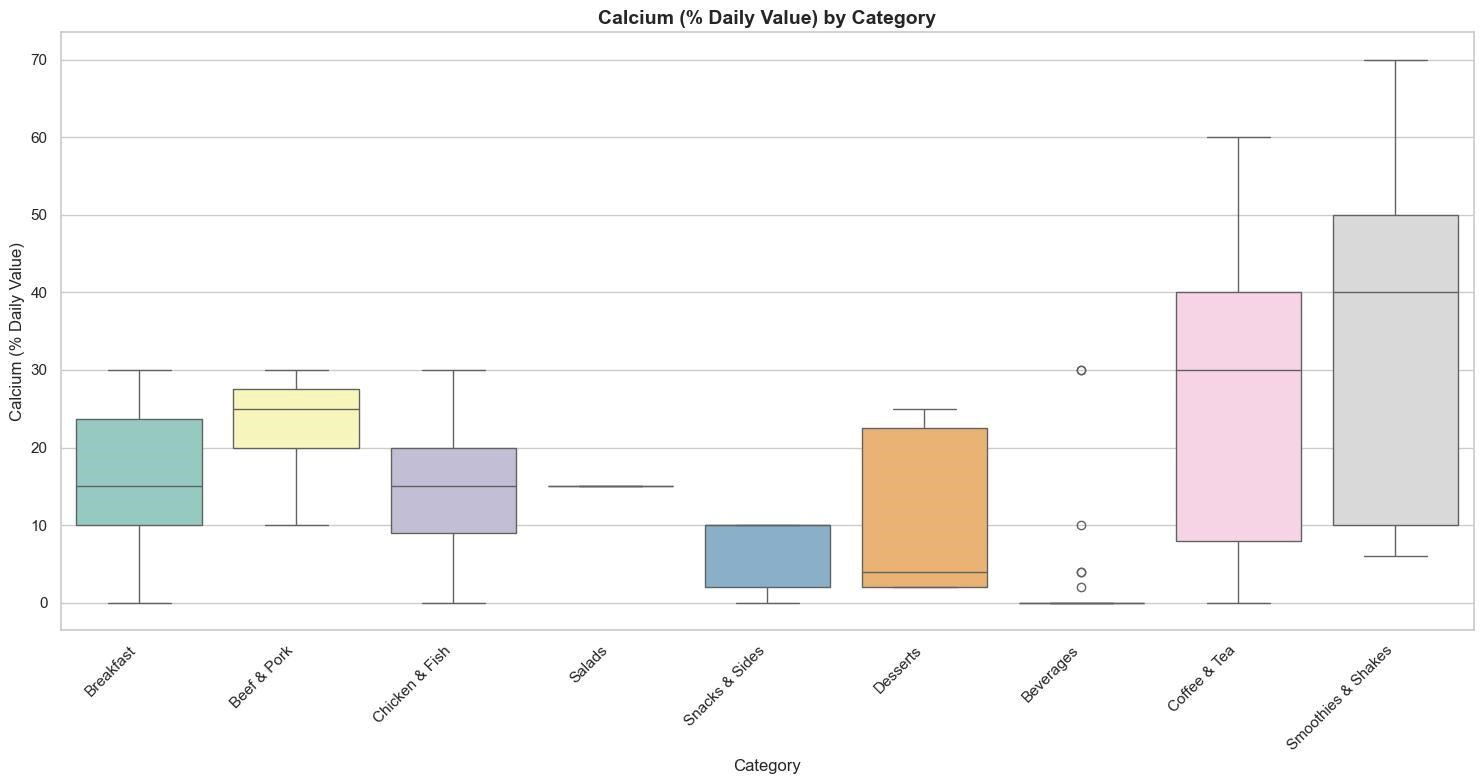 Calcium (% Daily Value) by Category
Calcium (% Daily Value)
70
60
50
40
30
20
10
0
Breakfast
Beef & Pork
Chicken & Fish
Salads
Snacks & Sides
Desserts
Beverages
Coffee & Tea
Smoothies & Shakes
Category